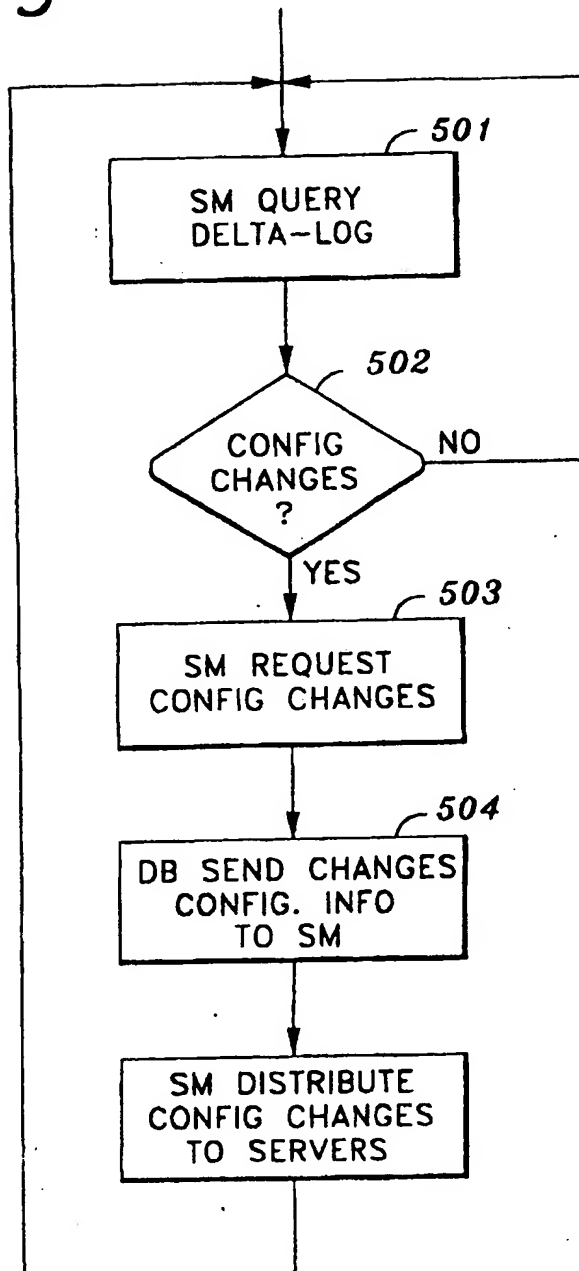 501
SM QUERY
DELTA-LOG
502
CONFIG
CHANGES
?
NO
YES
503
SM REQUEST
CONFIG CHANGES
504
DB SEND CHANGES
CONFIG. INFO
TO SM
SM DISTRIBUTE
CONFIG CHANGES
TO SERVERS